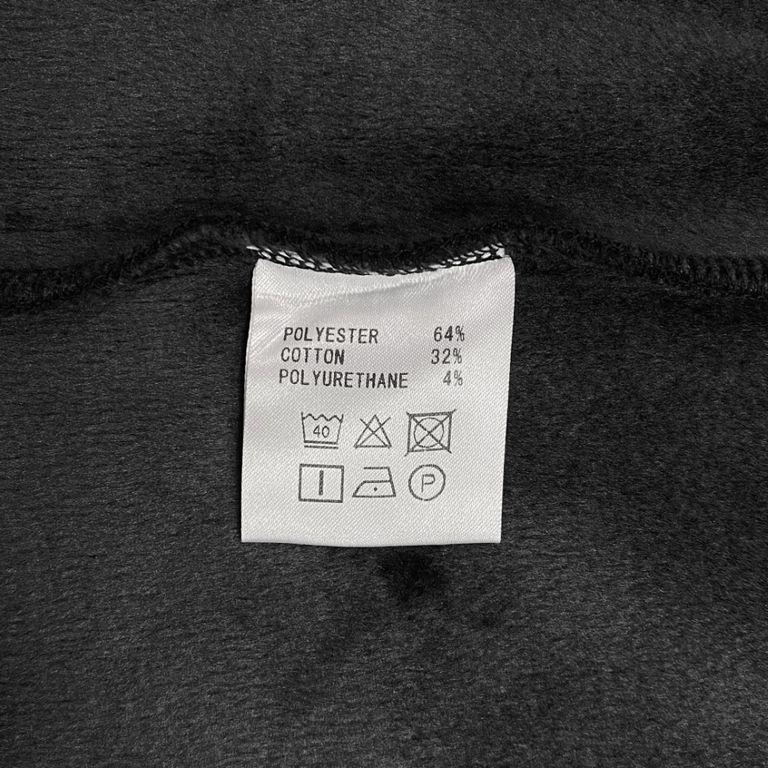 POLYESTER 64%
COTTON 32%
POLYURETHANE 4%
40
P